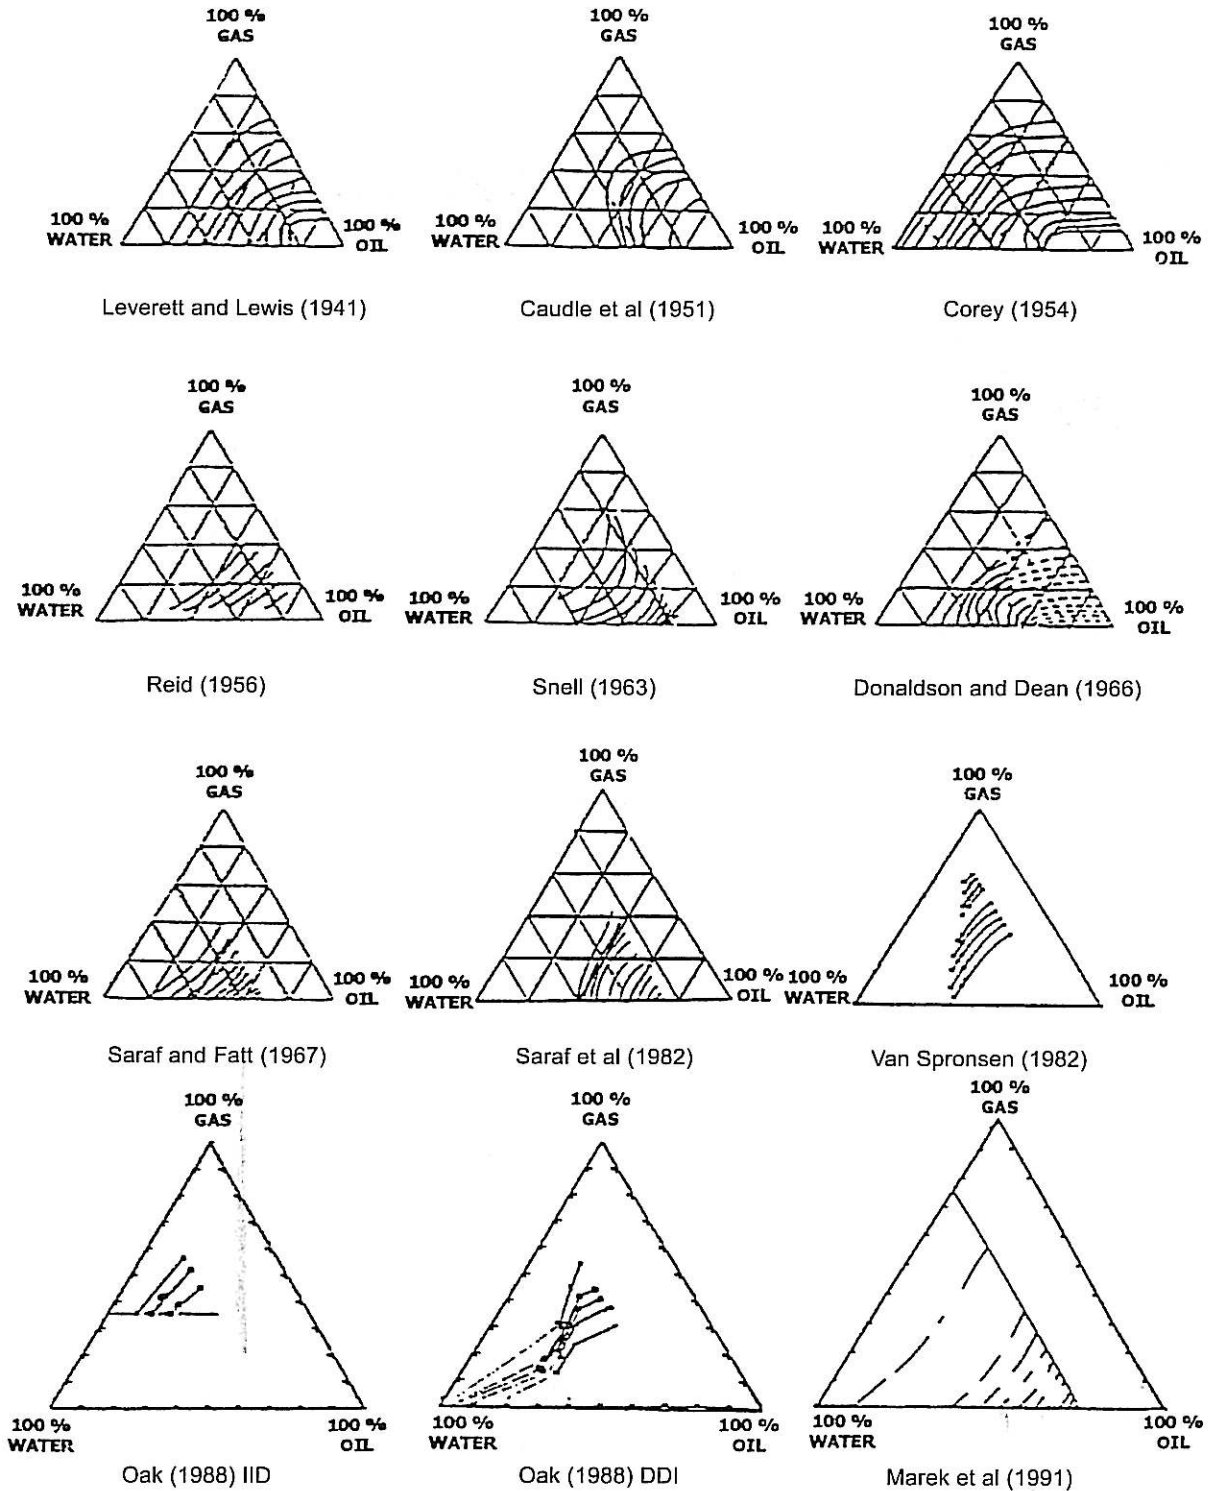 100 %
GAS
100 %
WATER
100 %
OIL
Leverett and Lewis (1941)
100 %
GAS
100 %
WATER
100 %
OIL
Caudle et al (1951)
100 %
GAS
100 %
WATER
100 %
OIL
Corey (1954)
100 %
GAS
100 %
WATER
100 %
OIL
Reid (1956)
100 %
GAS
100 %
WATER
100 %
OIL
Snell (1963)
100 %
GAS
100 %
WATER
100 %
OIL
Donaldson and Dean (1966)
100 %
GAS
100 %
WATER
100 %
OIL
Saraf and Fatt (1967)
100 %
GAS
100 %
WATER
100 %
OIL
Saraf et al (1982)
100 %
GAS
100 %
WATER
100 %
OIL
Van Spronsen (1982)
100 %
GAS
100 %
WATER
100 %
OIL
Oak (1988) IID
100 %
GAS
100 %
WATER
100 %
OIL
Oak (1988) DDI
100 %
GAS
100 %
WATER
100 %
OIL
Marek et al (1991)